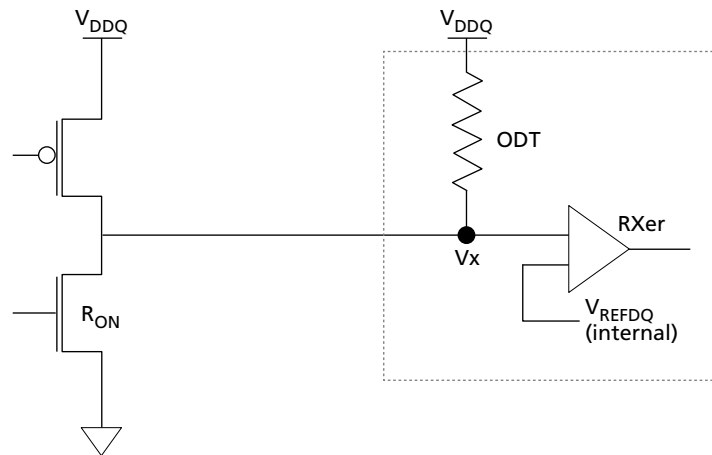 VDDQ
VDDQ
ODT
RXer
Vx
VREFDQ
(internal)
RON